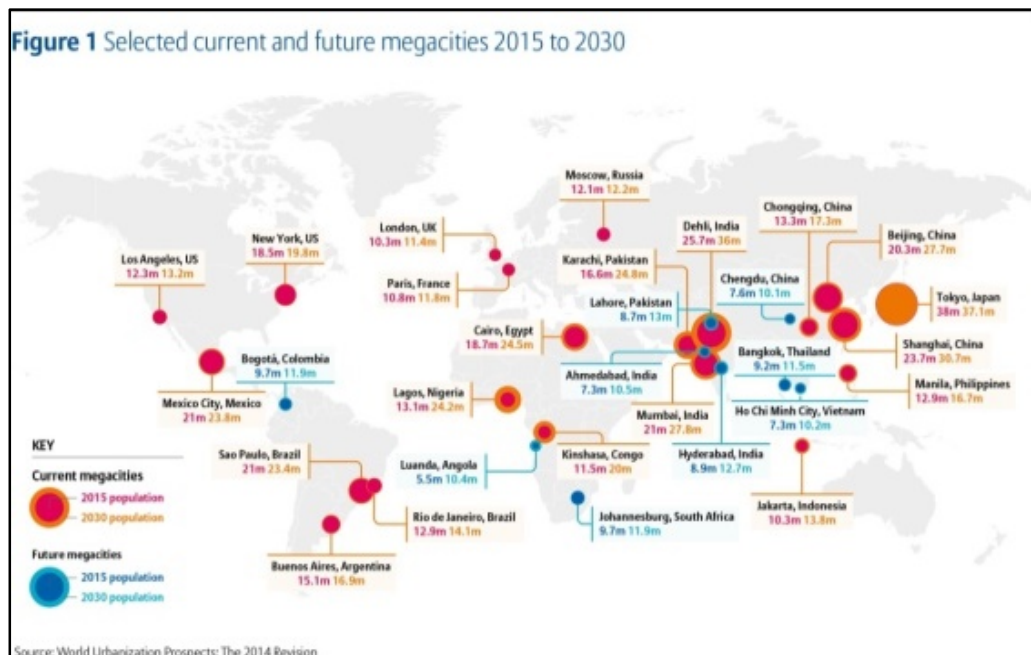 Figure 1 Selected current and future megacities 2015 to 2030
Moscow, Russia
12.1m 12.2m
Chongqing, China
13.3m 17.3m
London, UK
10.3m 11.4m
Dehli, India
25.7m 36m
Beijing, China
20.3m 27.7m
New York, US
18.5m 19.8m
Los Angeles, US
12.3m 13.2m
Karachi, Pakistan
16.6m 24.8m
Chengdu, China
7.6m 10.1m
Paris, France
10.8m 11.8m
Lahore, Pakistan
8.7m 13m
Tokyo, Japan
38m 37.1m
Cairo, Egypt
18.7m 24.5m
Shanghai, China
23.7m 30.7m
Bogotá, Colombia
9.7m 11.9m
Bangkok, Thailand
9.2m 11.5m
Ahmedabad, India
7.3m 10.5m
Manila, Philippines
12.9m 16.7m
Lagos, Nigeria
13.1m 24.2m
Mexico City, Mexico
21m 23.8m
Mumbai, India
21m 27.8m
Ho Chi Minh City, Vietnam
7.3m 10.2m
KEY
Current megacities
2015 population
2030 population
Future megacities
2015 population
2030 population
Sao Paulo, Brazil
21m 23.4m
Luanda, Angola
5.5m 10.4m
Kinshasa, Congo
11.5m 20m
Hyderabad, India
8.9m 12.7m
Jakarta, Indonesia
10.3m 13.8m
Rio de Janeiro, Brazil
12.9m 14.1m
Johannesburg, South Africa
9.7m 11.9m
Buenos Aires, Argentina
15.1m 16.9m
Source: World Urbanization Prospects: The 2014 Revision